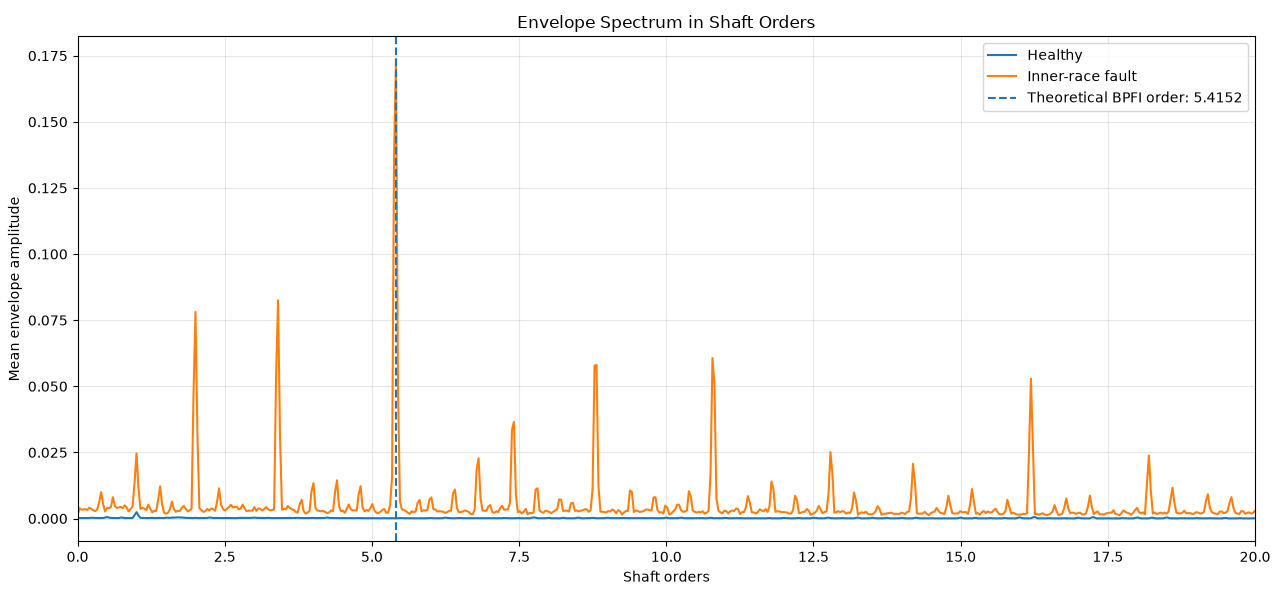 Envelope Spectrum in Shaft Orders
Healthy
Inner-race fault
Theoretical BPFI order: 5.4152
Mean envelope amplitude
0.175
0.150
0.125
0.100
0.075
0.050
0.025
0.000
0.0 2.5 5.0 7.5 10.0 12.5 15.0 17.5 20.0
Shaft orders